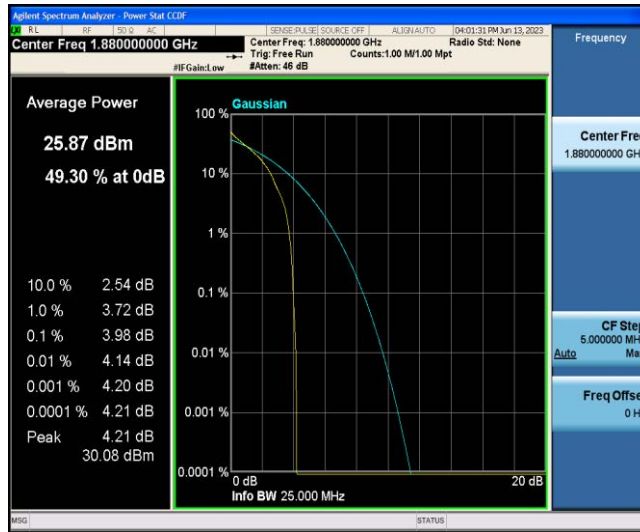 Agilent Spectrum Analyzer - Power Stat CCDF
RL RF 50 Ω AC SENSE:PULSE SOURCE OFF ALIGN AUTO 04:01:31 PM Jun 13, 2023
Center Freq 1.880000000 GHz
Center Freq: 1.880000000 GHz Radio Std: None
Trig: Free Run Counts:1.00 M/1.00 Mpt
#IFGain:Low #Atten: 46 dB
Average Power
25.87 dBm
49.30 % at 0dB
10.0 % 2.54 dB
1.0 % 3.72 dB
0.1 % 3.98 dB
0.01 % 4.14 dB
0.001 % 4.20 dB
0.0001 % 4.21 dB
Peak 4.21 dB
30.08 dBm
Gaussian
100 %
10 %
1 %
0.1 %
0.01 %
0.001 %
0.0001 %
0 dB 20 dB
Info BW 25.000 MHz
Frequency
Center Fre
1.880000000 GH
CF Step
5.000000 MH
Auto Ma
Freq Offse
0 H
MSG STATUS